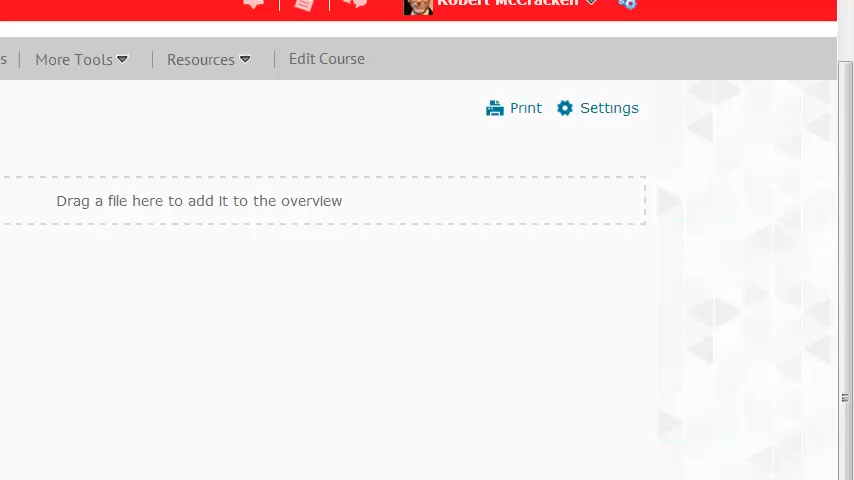 Robert McCracken
s
More Tools
Resources
Edit Course
Print
Settings
Drag a file here to add it to the overview